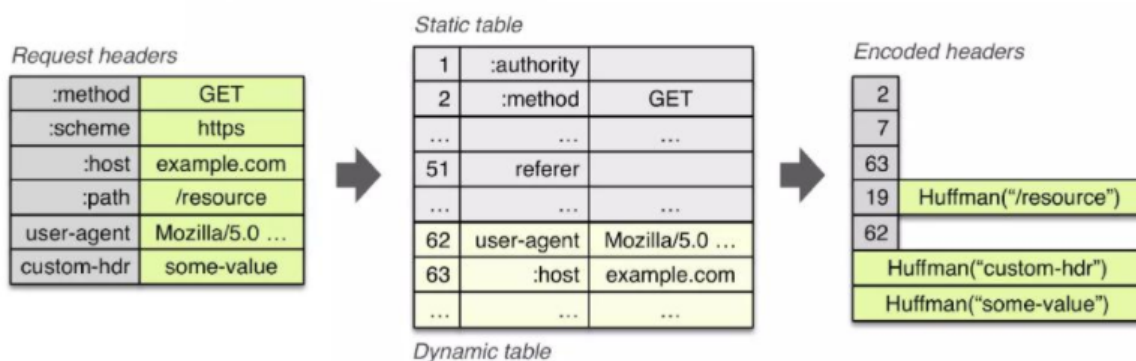 Request headers
:method GET
:scheme https
:host example.com
:path /resource
user-agent Mozilla/5.0 ...
custom-hdr some-value
Static table
1 :authority
2 :method GET
... ... ...
51 referer
... ... ...
62 user-agent Mozilla/5.0 ...
63 :host example.com
... ... ...
Dynamic table
Encoded headers
2
7
63
19 Huffman("/resource")
62
Huffman("custom-hdr")
Huffman("some-value")